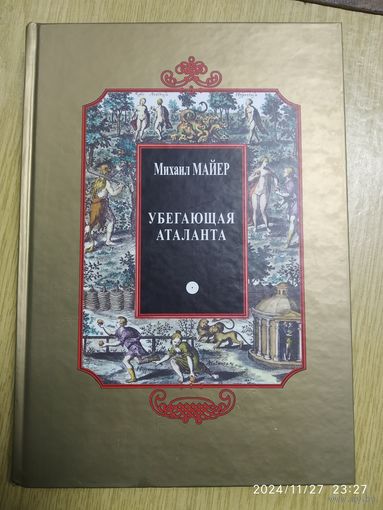 Михаил МАЙЕР
УБЕГАЮЩАЯ
АТАЛАНТА
2024/11/27 23:27